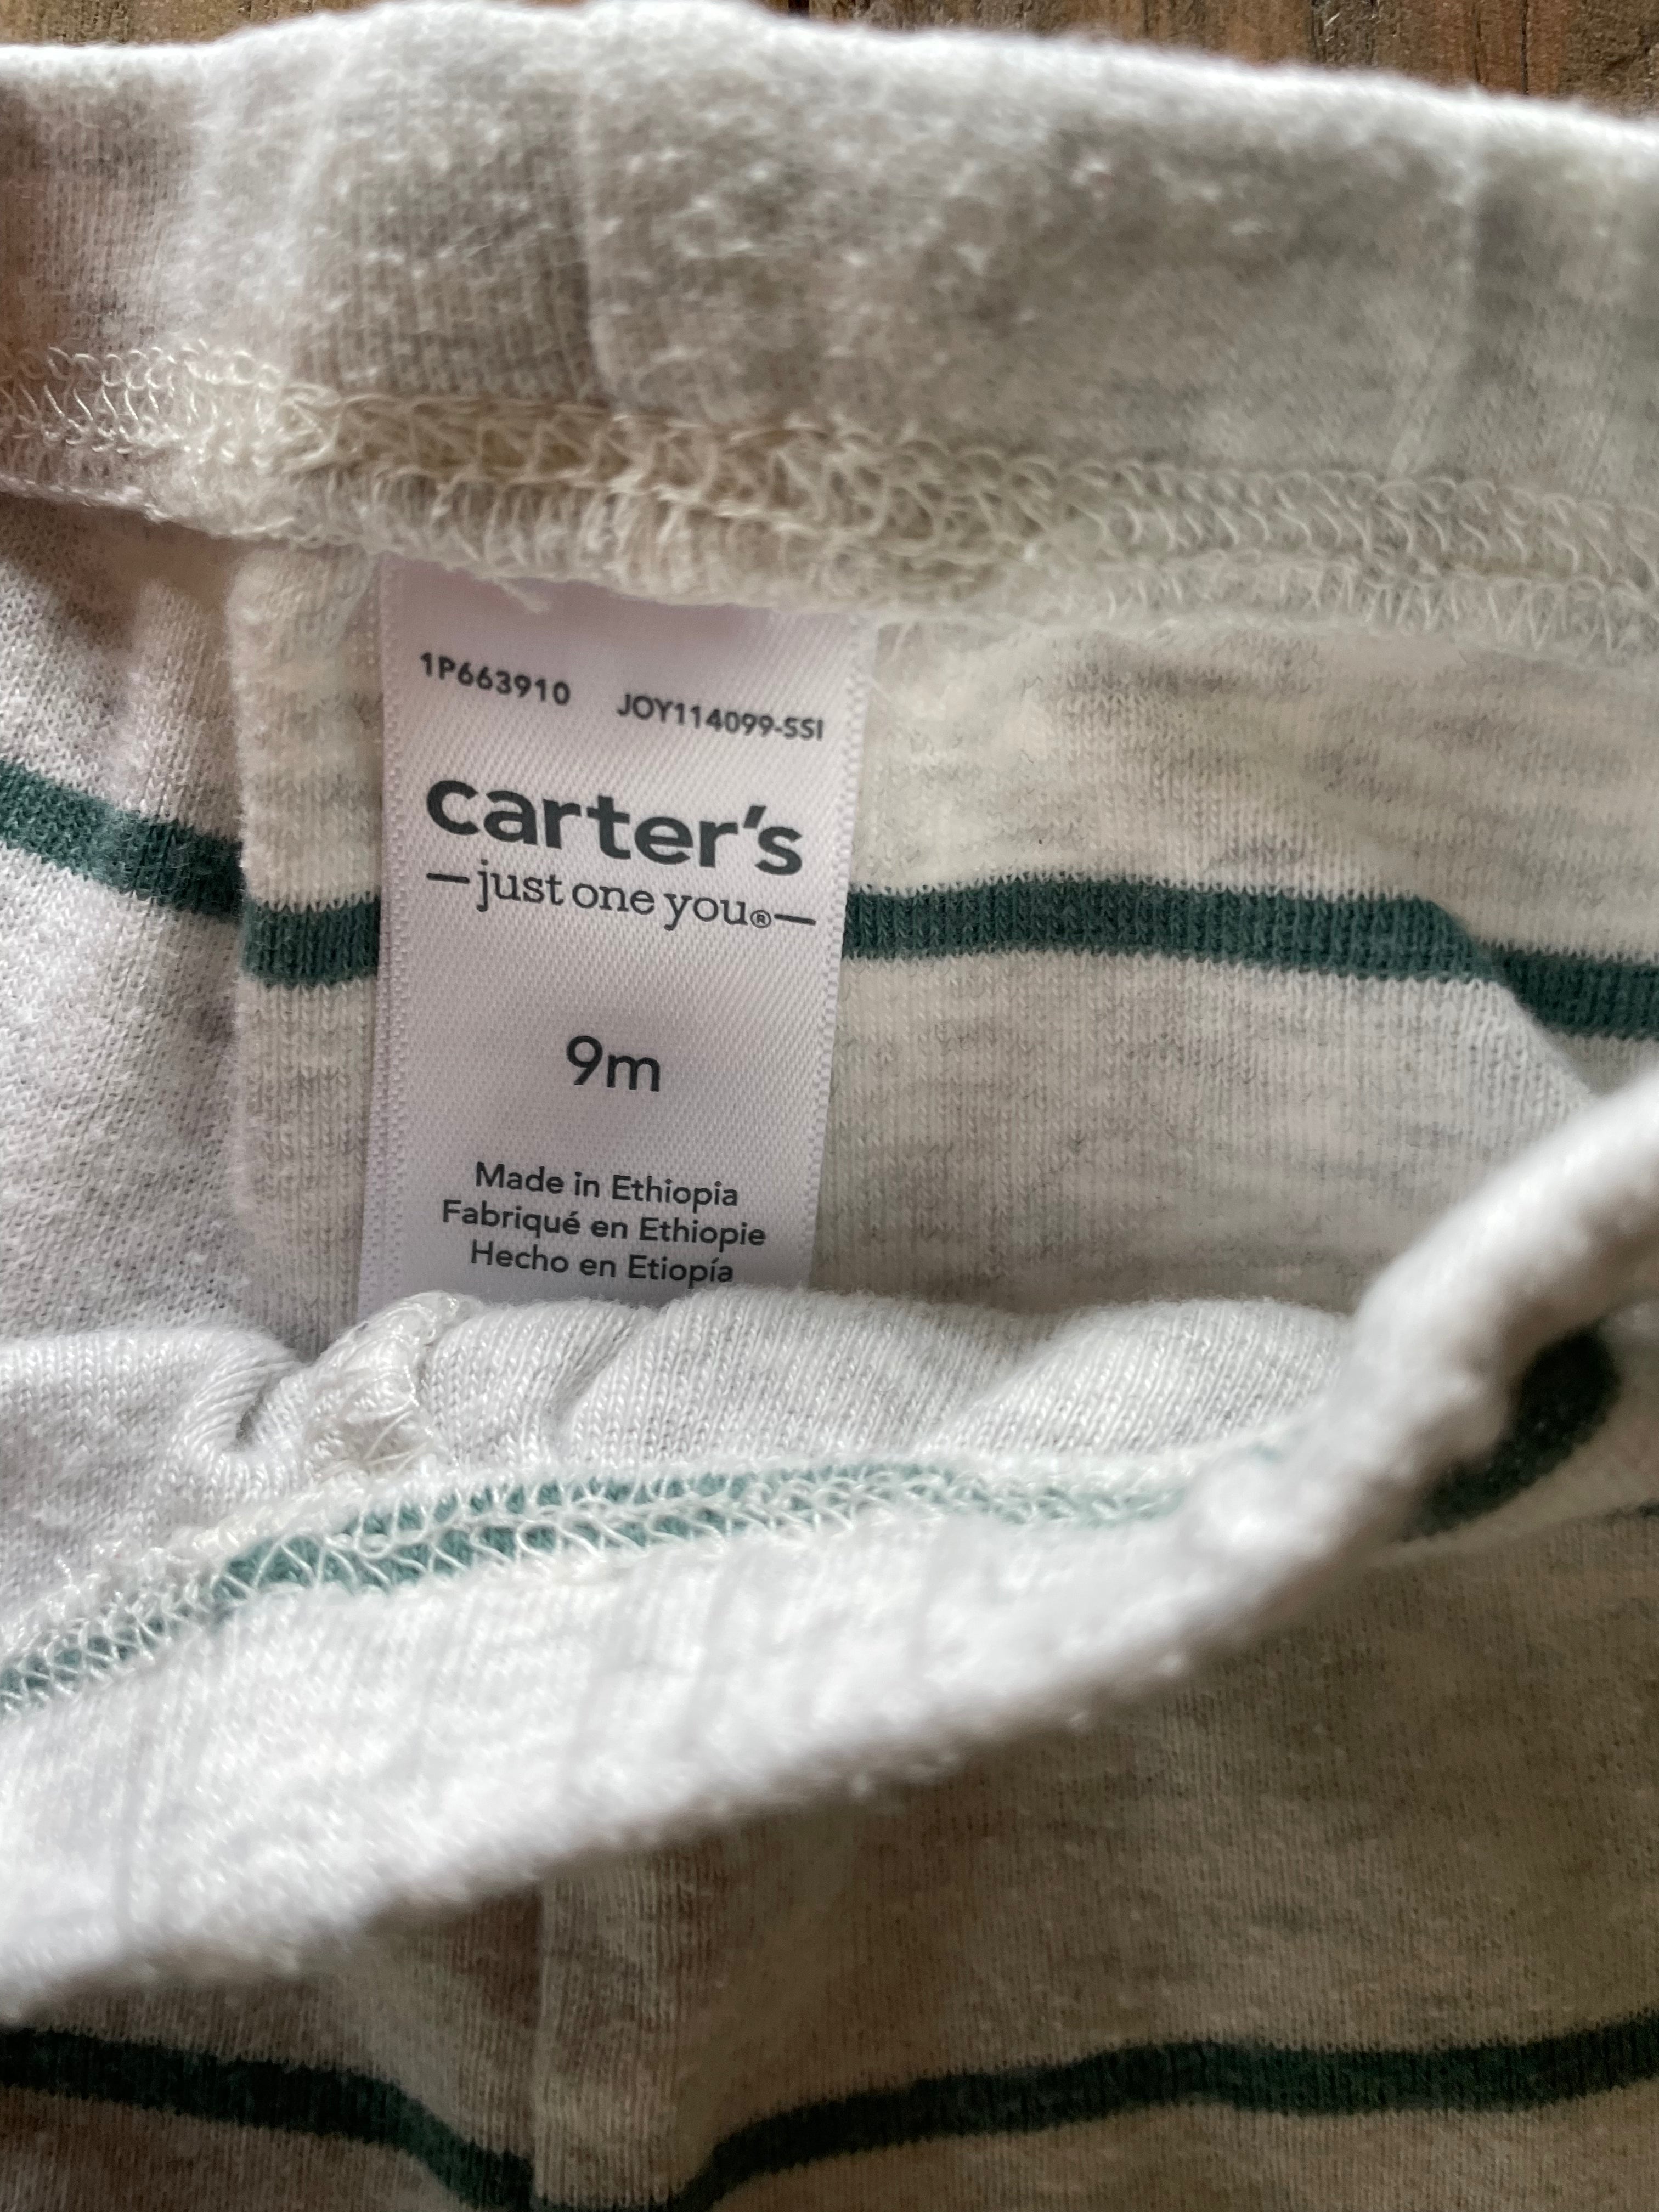 1P663910 JOY114099-SSI
carter's
just one you®
9m
Made in Ethiopia
Fabriqué en Ethiopie
Hecho en Etiopía